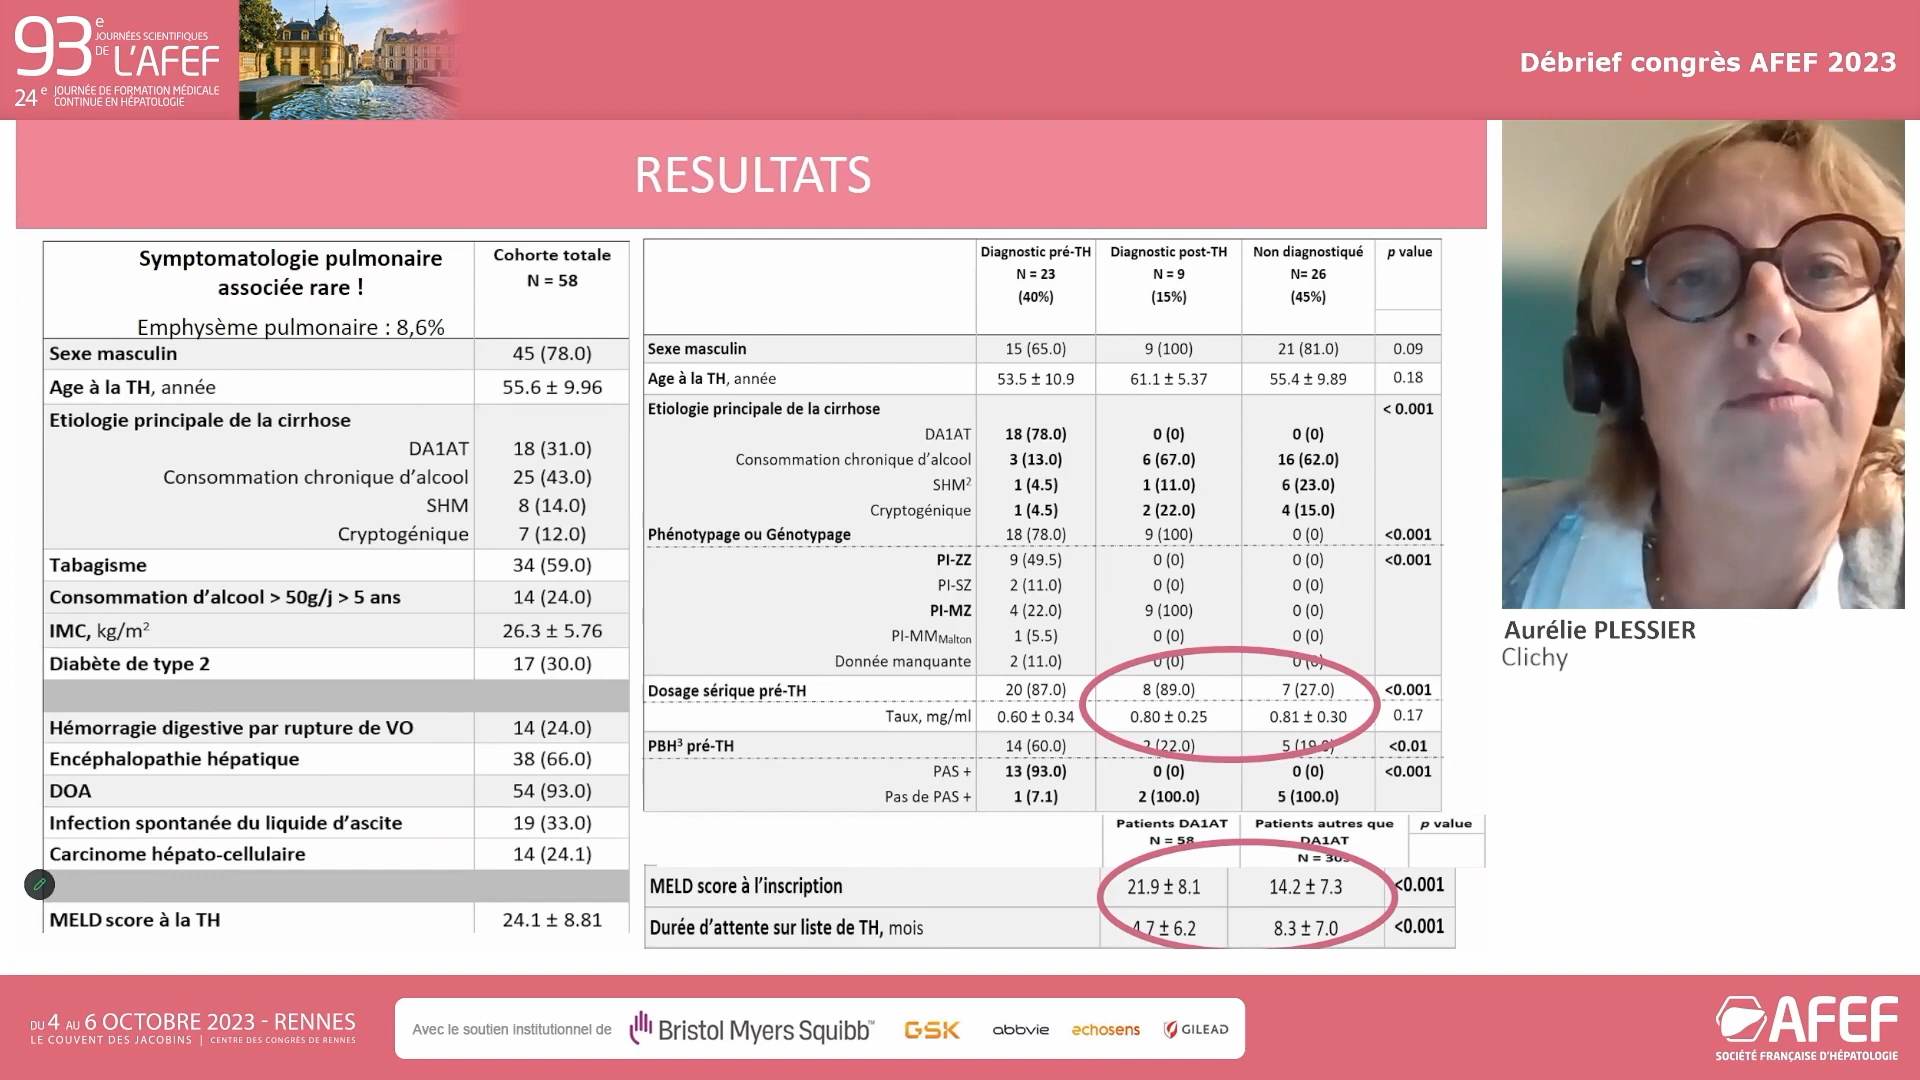 93e JOURNÉES SCIENTIFIQUES
DE L'AFEF
24e JOURNÉE DE FORMATION MÉDICALE
CONTINUE EN HÉPATOLOGIE
Débrief congrès AFEF 2023
RESULTATS
Symptomatologie pulmonaire
associée rare !
Emphysème pulmonaire : 8,6%
Cohorte totale
N = 58
Sexe masculin 45 (78.0)
Age à la TH, année 55.6 ± 9.96
Etiologie principale de la cirrhose
DA1AT 18 (31.0)
Consommation chronique d'alcool 25 (43.0)
SHM 8 (14.0)
Cryptogénique 7 (12.0)
Tabagisme 34 (59.0)
Consommation d'alcool > 50g/j > 5 ans 14 (24.0)
IMC, kg/m2 26.3 ± 5.76
Diabète de type 2 17 (30.0)
Hémorragie digestive par rupture de VO 14 (24.0)
Encéphalopathie hépatique 38 (66.0)
DOA 54 (93.0)
Infection spontanée du liquide d'ascite 19 (33.0)
Carcinome hépato-cellulaire 14 (24.1)
MELD score à la TH 24.1 ± 8.81
Diagnostic pré-TH Diagnostic post-TH Non diagnostiqué p value
N = 23 N = 9 N= 26
(40%) (15%) (45%)
Sexe masculin 15 (65.0) 9 (100) 21 (81.0) 0.09
Age à la TH, année 53.5 ± 10.9 61.1 ± 5.37 55.4 ± 9.89 0.18
Etiologie principale de la cirrhose < 0.001
DA1AT 18 (78.0) 0 (0) 0 (0)
Consommation chronique d'alcool 3 (13.0) 6 (67.0) 16 (62.0)
SHM2 1 (4.5) 1 (11.0) 6 (23.0)
Cryptogénique 1 (4.5) 2 (22.0) 4 (15.0)
Phénotypage ou Génotypage 18 (78.0) 9 (100) 0 (0) <0.001
PI-ZZ 9 (49.5) 0 (0) 0 (0) <0.001
PI-SZ 2 (11.0) 0 (0) 0 (0)
PI-MZ 4 (22.0) 9 (100) 0 (0)
PI-MMMalton 1 (5.5) 0 (0) 0 (0)
Donnée manquante 2 (11.0) 0 (0) 0 (0)
Dosage sérique pré-TH 20 (87.0) 8 (89.0) 7 (27.0) <0.001
Taux, mg/ml 0.60 ± 0.34 0.80 ± 0.25 0.81 ± 0.30 0.17
PBH3 pré-TH 14 (60.0) 2 (22.0) 5 (19.0) <0.01
PAS + 13 (93.0) 0 (0) 0 (0) <0.001
Pas de PAS + 1 (7.1) 2 (100.0) 5 (100.0)
Patients DA1AT Patients autres que p value
N = 58 DA1AT
N =
MELD score à l'inscription 21.9 ± 8.1 14.2 ± 7.3 <0.001
Durée d'attente sur liste de TH, mois 4.7 ± 6.2 8.3 ± 7.0 <0.001
Aurélie PLESSIER
Clichy
DU 4 AU 6 OCTOBRE 2023 - RENNES
LE COUVENT DES JACOBINS | CENTRE DES CONGRÈS DE RENNES
Avec le soutien institutionnel de Bristol Myers Squibb™ GSK abbvie echosens GILEAD
AFEF
SOCIÉTÉ FRANÇAISE D'HÉPATOLOGIE